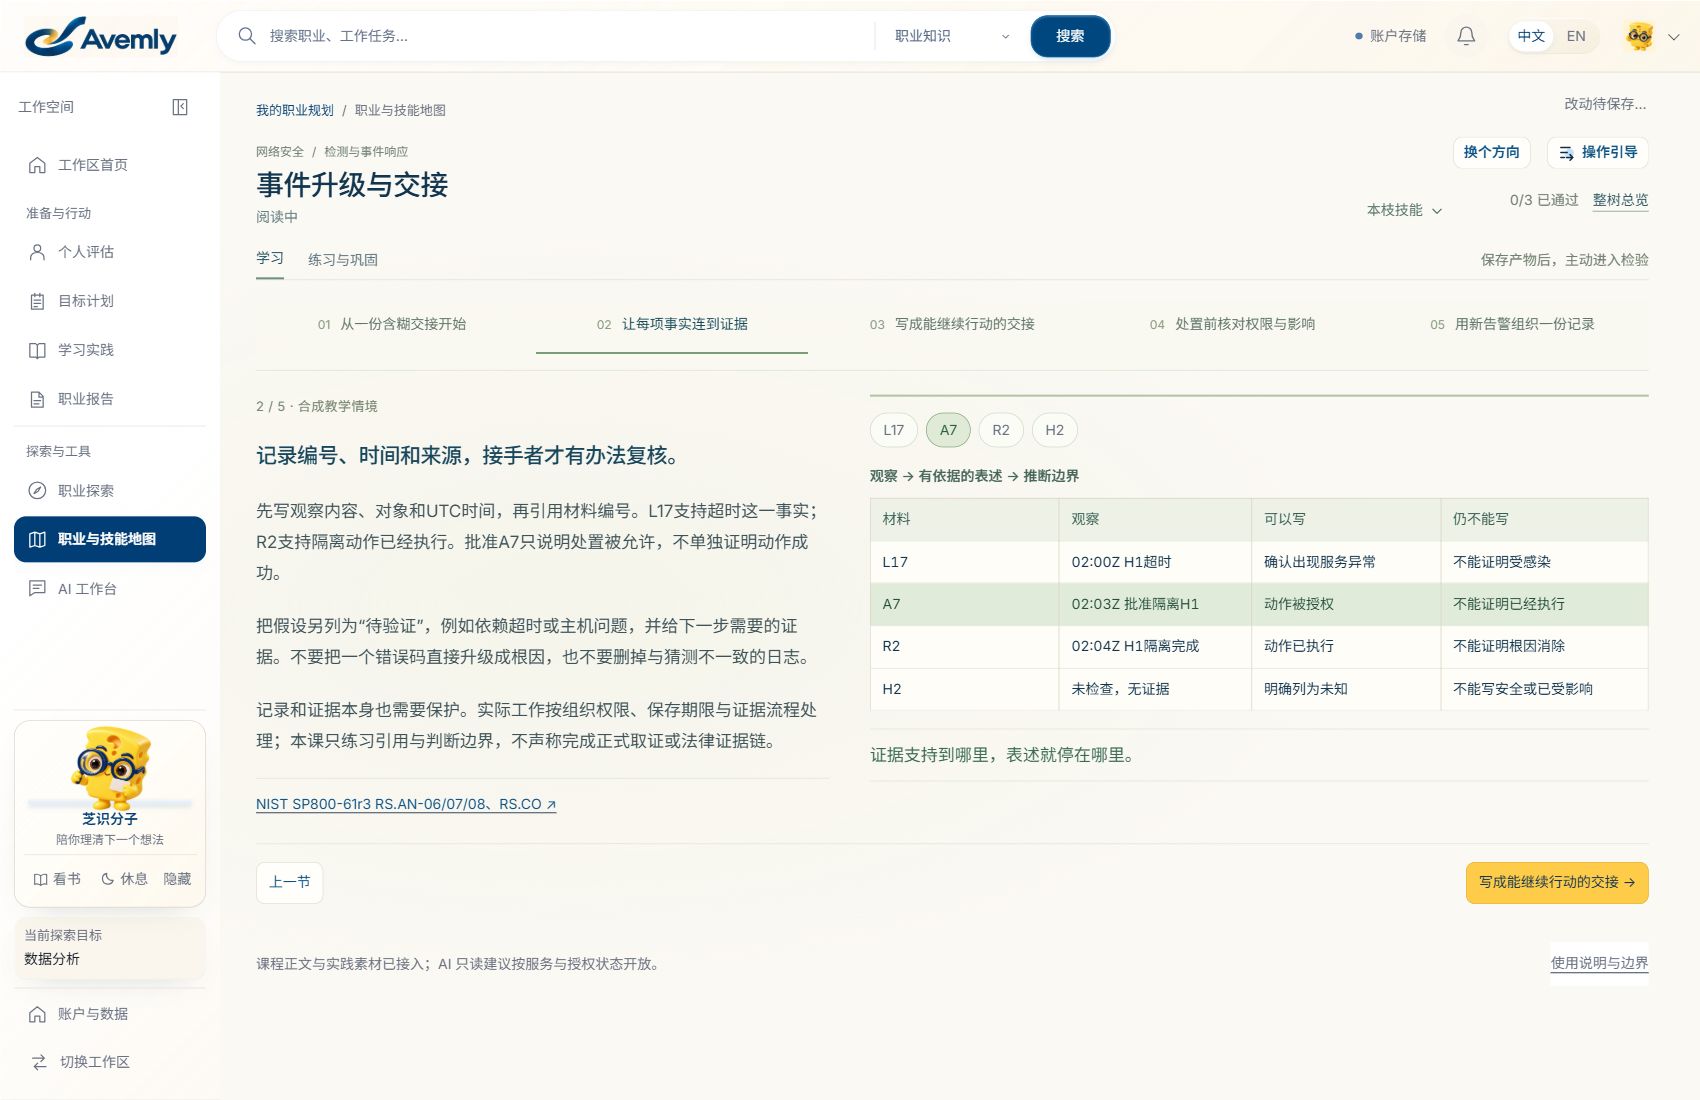 Avemly
搜索职业、工作任务...
职业知识
搜索
账户存储
中文
EN
工作空间
工作区首页
准备与行动
个人评估
目标计划
学习实践
职业报告
探索与工具
职业探索
职业与技能地图
AI 工作台
芝识分子
陪你理清下一个想法
看书
休息
隐藏
当前探索目标
数据分析
账户与数据
切换工作区
我的职业规划 / 职业与技能地图
改动待保存...
网络安全 / 检测与事件响应
换个方向
操作引导
事件升级与交接
阅读中
本枝技能
0/3 已通过
整树总览
学习
练习与巩固
保存产物后，主动进入检验
01 从一份含糊交接开始
02 让每项事实连到证据
03 写成能继续行动的交接
04 处置前核对权限与影响
05 用新告警组织一份记录
2 / 5 · 合成教学情境
记录编号、时间和来源，接手者才有办法复核。
先写观察内容、对象和UTC时间，再引用材料编号。L17支持超时这一事实；
R2支持隔离动作已经执行。批准A7只说明处置被允许，不单独证明动作成
功。
把假设另列为“待验证”，例如依赖超时或主机问题，并给下一步需要的证
据。不要把一个错误码直接升级成根因，也不要删掉与猜测不一致的日志。
记录和证据本身也需要保护。实际工作按组织权限、保存期限与证据流程处
理；本课只练习引用与判断边界，不声称完成正式取证或法律证据链。
NIST SP800-61r3 RS.AN-06/07/08、RS.CO ↗
L17
A7
R2
H2
观察 → 有依据的表述 → 推断边界
材料 观察 可以写 仍不能写
L17 02:00Z H1超时 确认出现服务异常 不能证明受感染
A7 02:03Z 批准隔离H1 动作被授权 不能证明已经执行
R2 02:04Z H1隔离完成 动作已执行 不能证明根因消除
H2 未检查，无证据 明确列为未知 不能写安全或已受影响
证据支持到哪里，表述就停在哪里。
上一节
写成能继续行动的交接 →
课程正文与实践素材已接入；AI 只读建议按服务与授权状态开放。
使用说明与边界